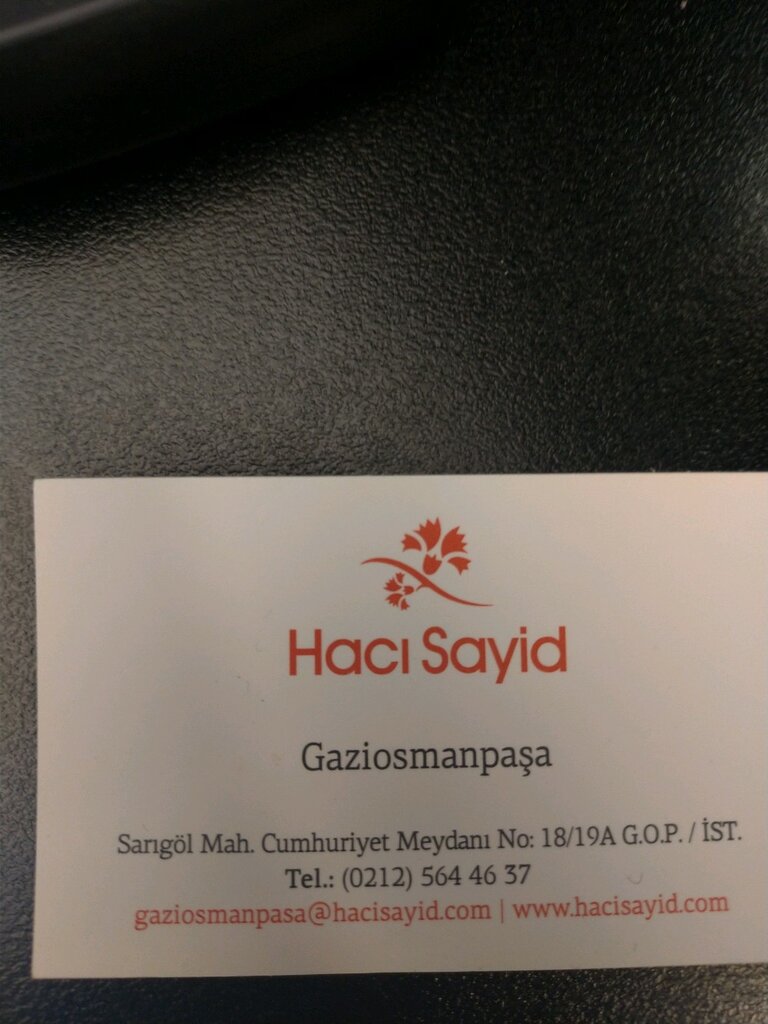 Hacı Sayid
Gaziosmanpaşa
Sarıgöl Mah. Cumhuriyet Meydanı No: 18/19A G.O.P. / İST.
Tel.: (0212) 564 46 37
gaziosmanpasa@hacisayid.com | www.hacisayid.com